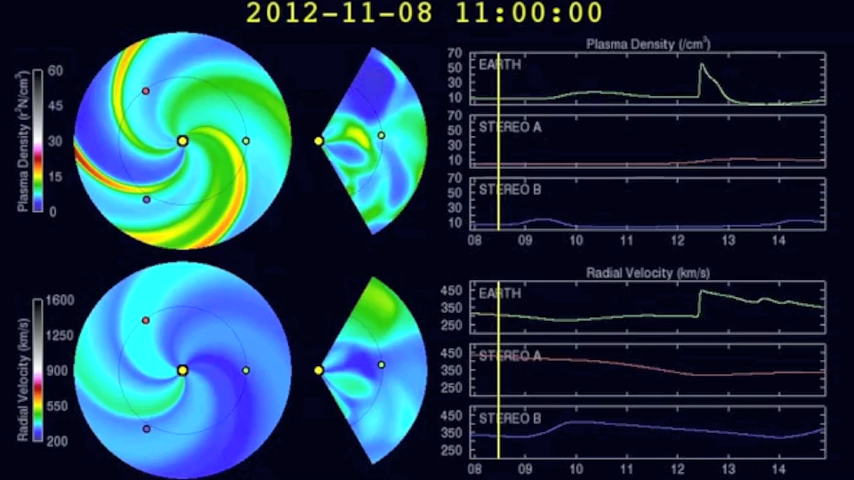 2012-11-08 11:00:00
Plasma Density (r²N/cm³)
60
45
30
15
0
Plasma Density (/cm³)
EARTH
70
50
30
10
STEREO A
70
50
30
10
STEREO B
70
50
30
10
08 09 10 11 12 13 14
Radial Velocity (km/s)
1600
1250
900
550
200
Radial Velocity (km/s)
EARTH
450
350
250
STEREO A
450
350
250
STEREO B
450
350
250
08 09 10 11 12 13 14